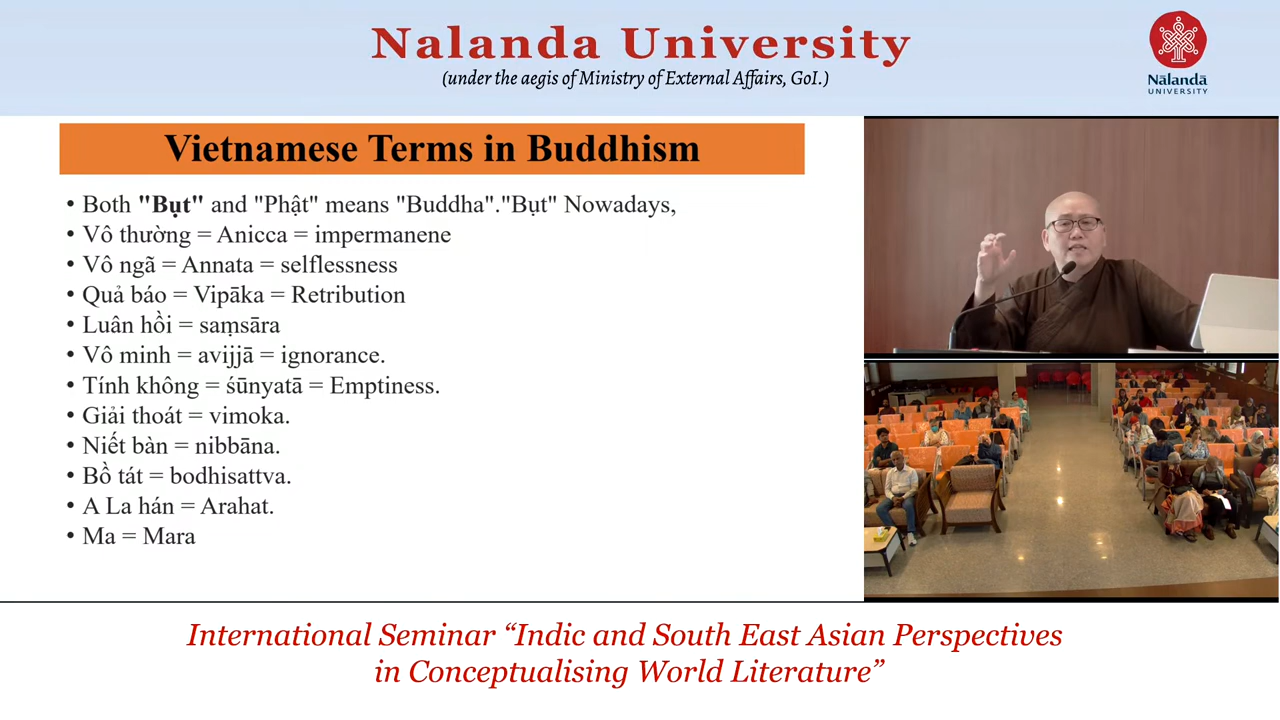 Nalanda University
(under the aegis of Ministry of External Affairs, GoI.)
Nālandā
UNIVERSITY
Vietnamese Terms in Buddhism
• Both "Bụt" and "Phật" means "Buddha"."Bụt" Nowadays,
• Vô thường = Anicca = impermanene
• Vô ngã = Annata = selflessness
• Quả báo = Vipāka = Retribution
• Luân hồi = saṃsāra
• Vô minh = avijjā = ignorance.
• Tính không = śūnyatā = Emptiness.
• Giải thoát = vimoka.
• Niết bàn = nibbāna.
• Bồ tát = bodhisattva.
• A La hán = Arahat.
• Ma = Mara
International Seminar “Indic and South East Asian Perspectives
in Conceptualising World Literature”